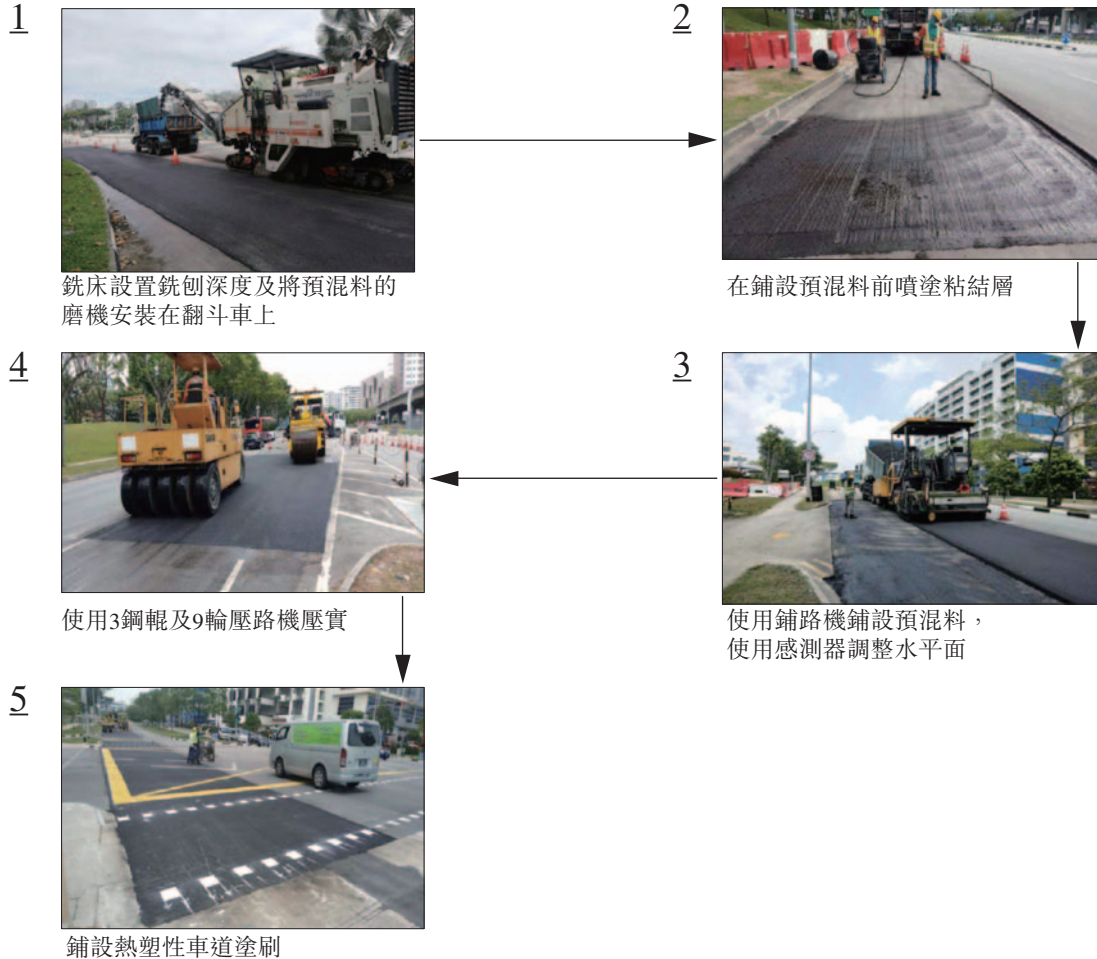 1
銑床設置銑刨深度及將預混料的
磨機安裝在翻斗車上
2
在鋪設預混料前噴塗粘結層
3
使用鋪路機鋪設預混料，
使用感測器調整水平面
4
使用3鋼輥及9輪壓路機壓實
5
鋪設熱塑性車道塗刷